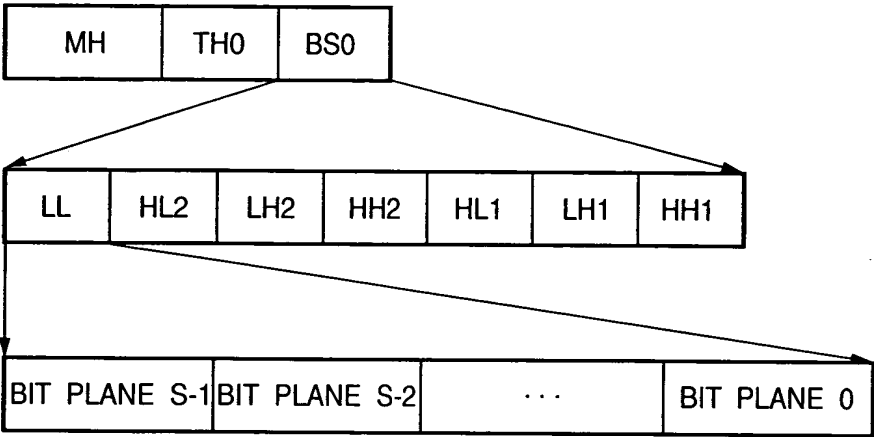 MH TH0 BS0
LL HL2 LH2 HH2 HL1 LH1 HH1
BIT PLANE S-1 BIT PLANE S-2 ... BIT PLANE 0